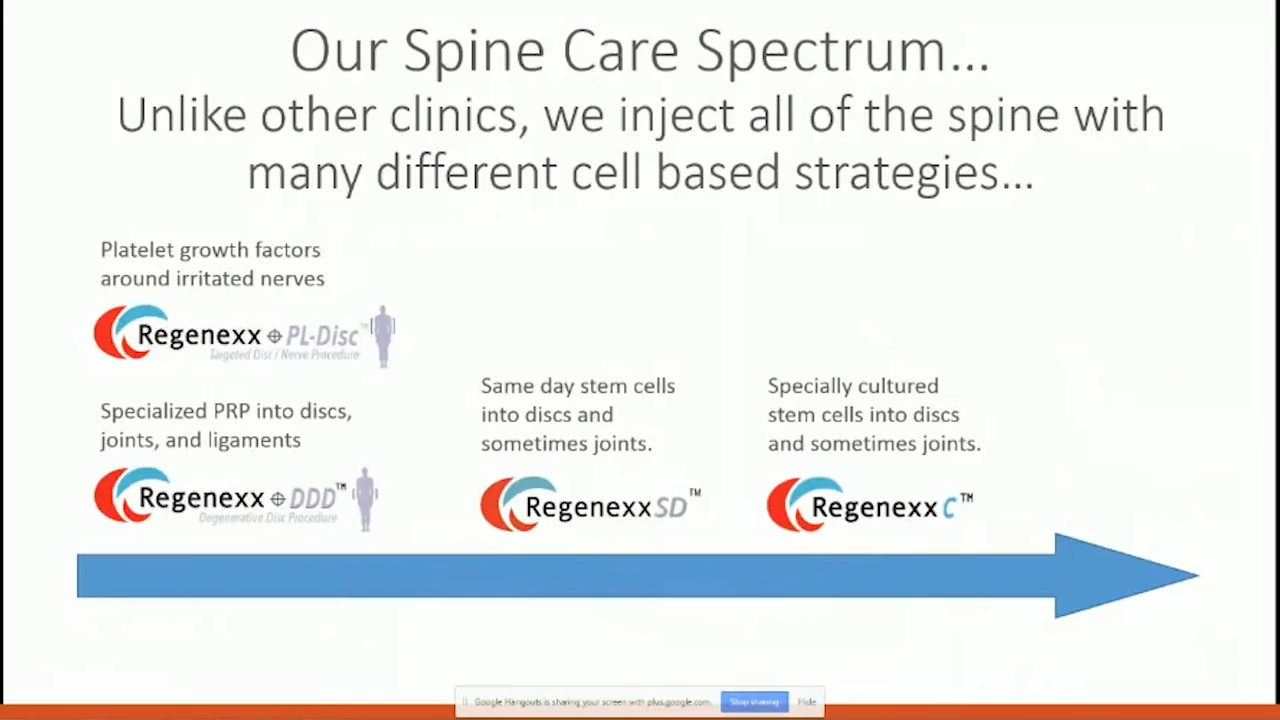 Our Spine Care Spectrum...
Unlike other clinics, we inject all of the spine with
many different cell based strategies...
Platelet growth factors
around irritated nerves
Regenexx PL-Disc™
Targeted Disc / Nerve Procedure
Specialized PRP into discs,
joints, and ligaments
Regenexx DDD™
Degenerative Disc Procedure
Same day stem cells
into discs and
sometimes joints.
Regenexx SD™
Specially cultured
stem cells into discs
and sometimes joints.
Regenexx C™
Google Hangouts is sharing your screen with plus.google.com. Stop sharing Hide